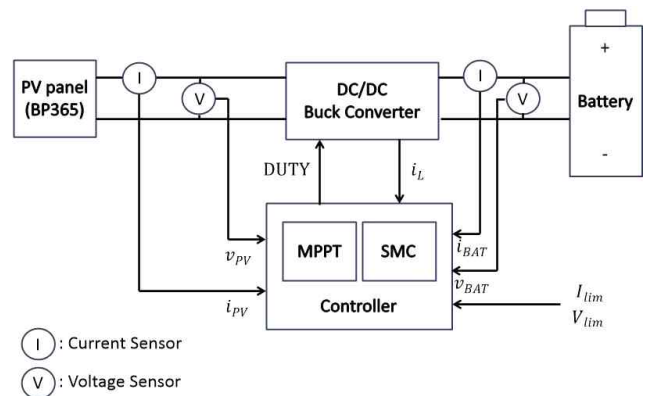 PV panel
(BP365)
I
V
DC/DC
Buck Converter
I
V
+
Battery
-
DUTY
i_L
v_PV
i_PV
MPPT
SMC
Controller
i_BAT
v_BAT
I_lim
V_lim
I : Current Sensor
V : Voltage Sensor